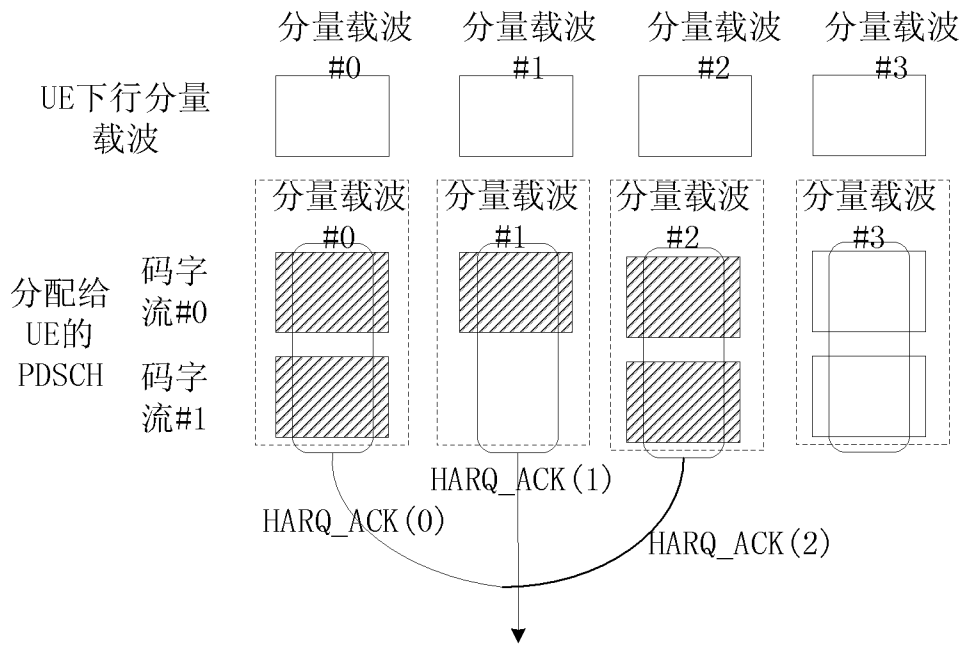 分量载波
#0
分量载波
#1
分量载波
#2
分量载波
#3
UE下行分量
载波
分量载波
#0
分量载波
#1
分量载波
#2
分量载波
#3
分配给
UE的
PDSCH
码字
流#0
码字
流#1
HARQ_ACK(0)
HARQ_ACK(1)
HARQ_ACK(2)